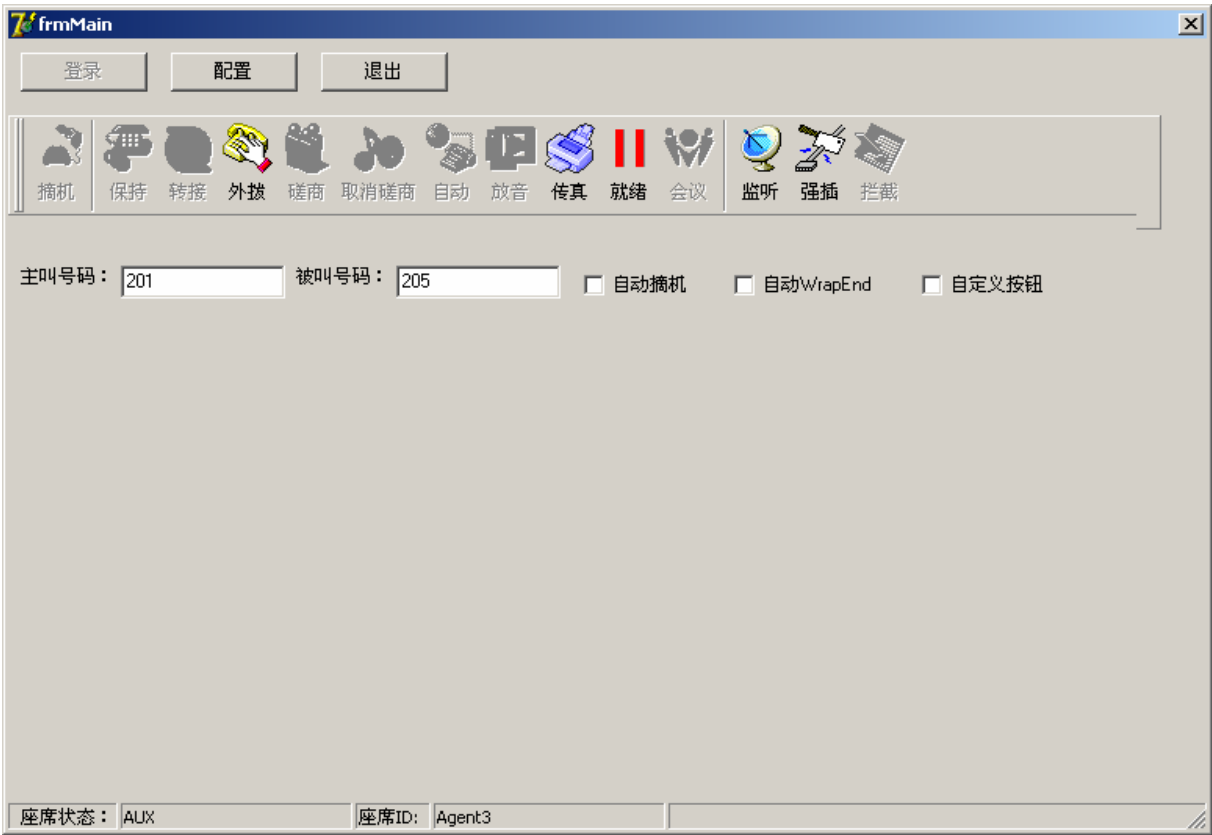 frmMain
登录 配置 退出
摘机 保持 转接 外拨 磋商 取消磋商 自动 放音 传真 就绪 会议 监听 强插 拦截
主叫号码： 201 被叫号码： 205 自动摘机 自动WrapEnd 自定义按钮
座席状态： AUX 座席ID: Agent3